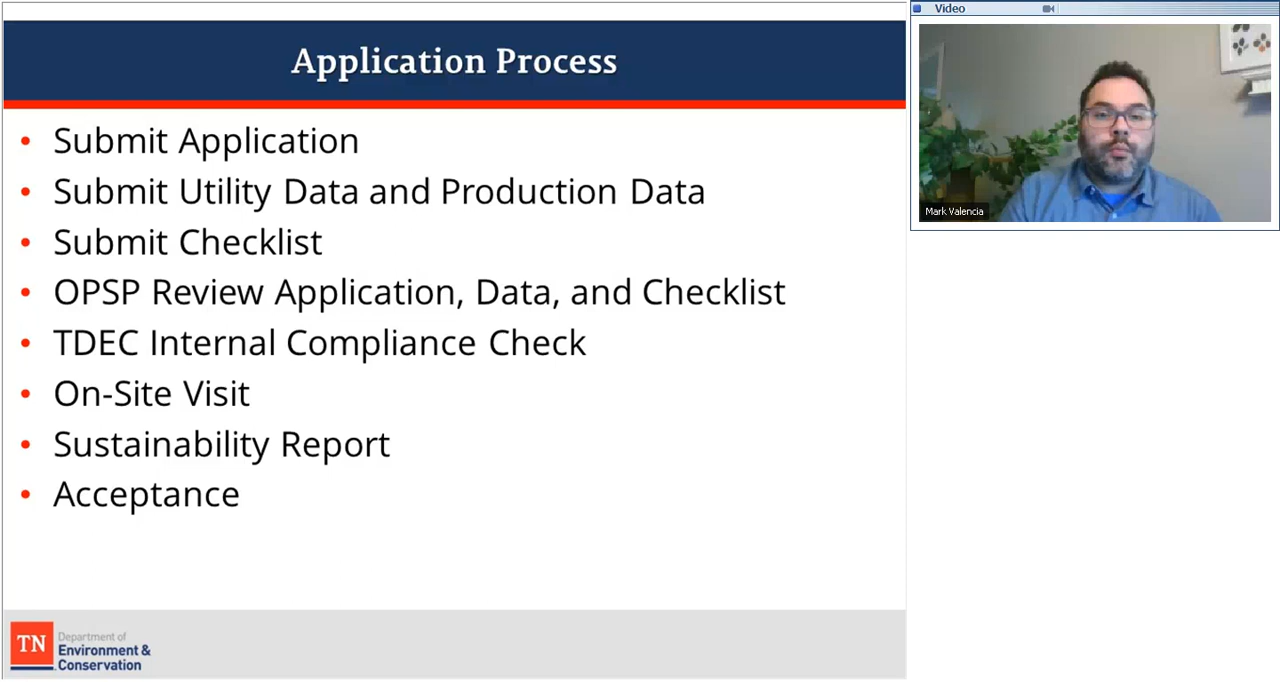 Application Process
• Submit Application
• Submit Utility Data and Production Data
• Submit Checklist
• OPSP Review Application, Data, and Checklist
• TDEC Internal Compliance Check
• On-Site Visit
• Sustainability Report
• Acceptance
TN
Department of
Environment &
Conservation
Video
Mark Valencia